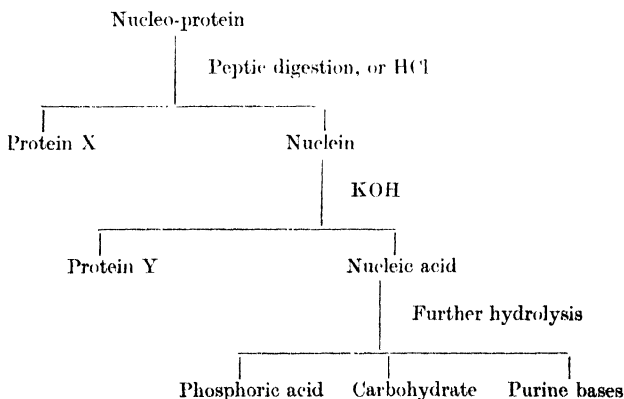 Nucleo-protein
Peptic digestion, or HCl
Protein X Nuclein
KOH
Protein Y Nucleic acid
Further hydrolysis
Phosphoric acid Carbohydrate Purine bases